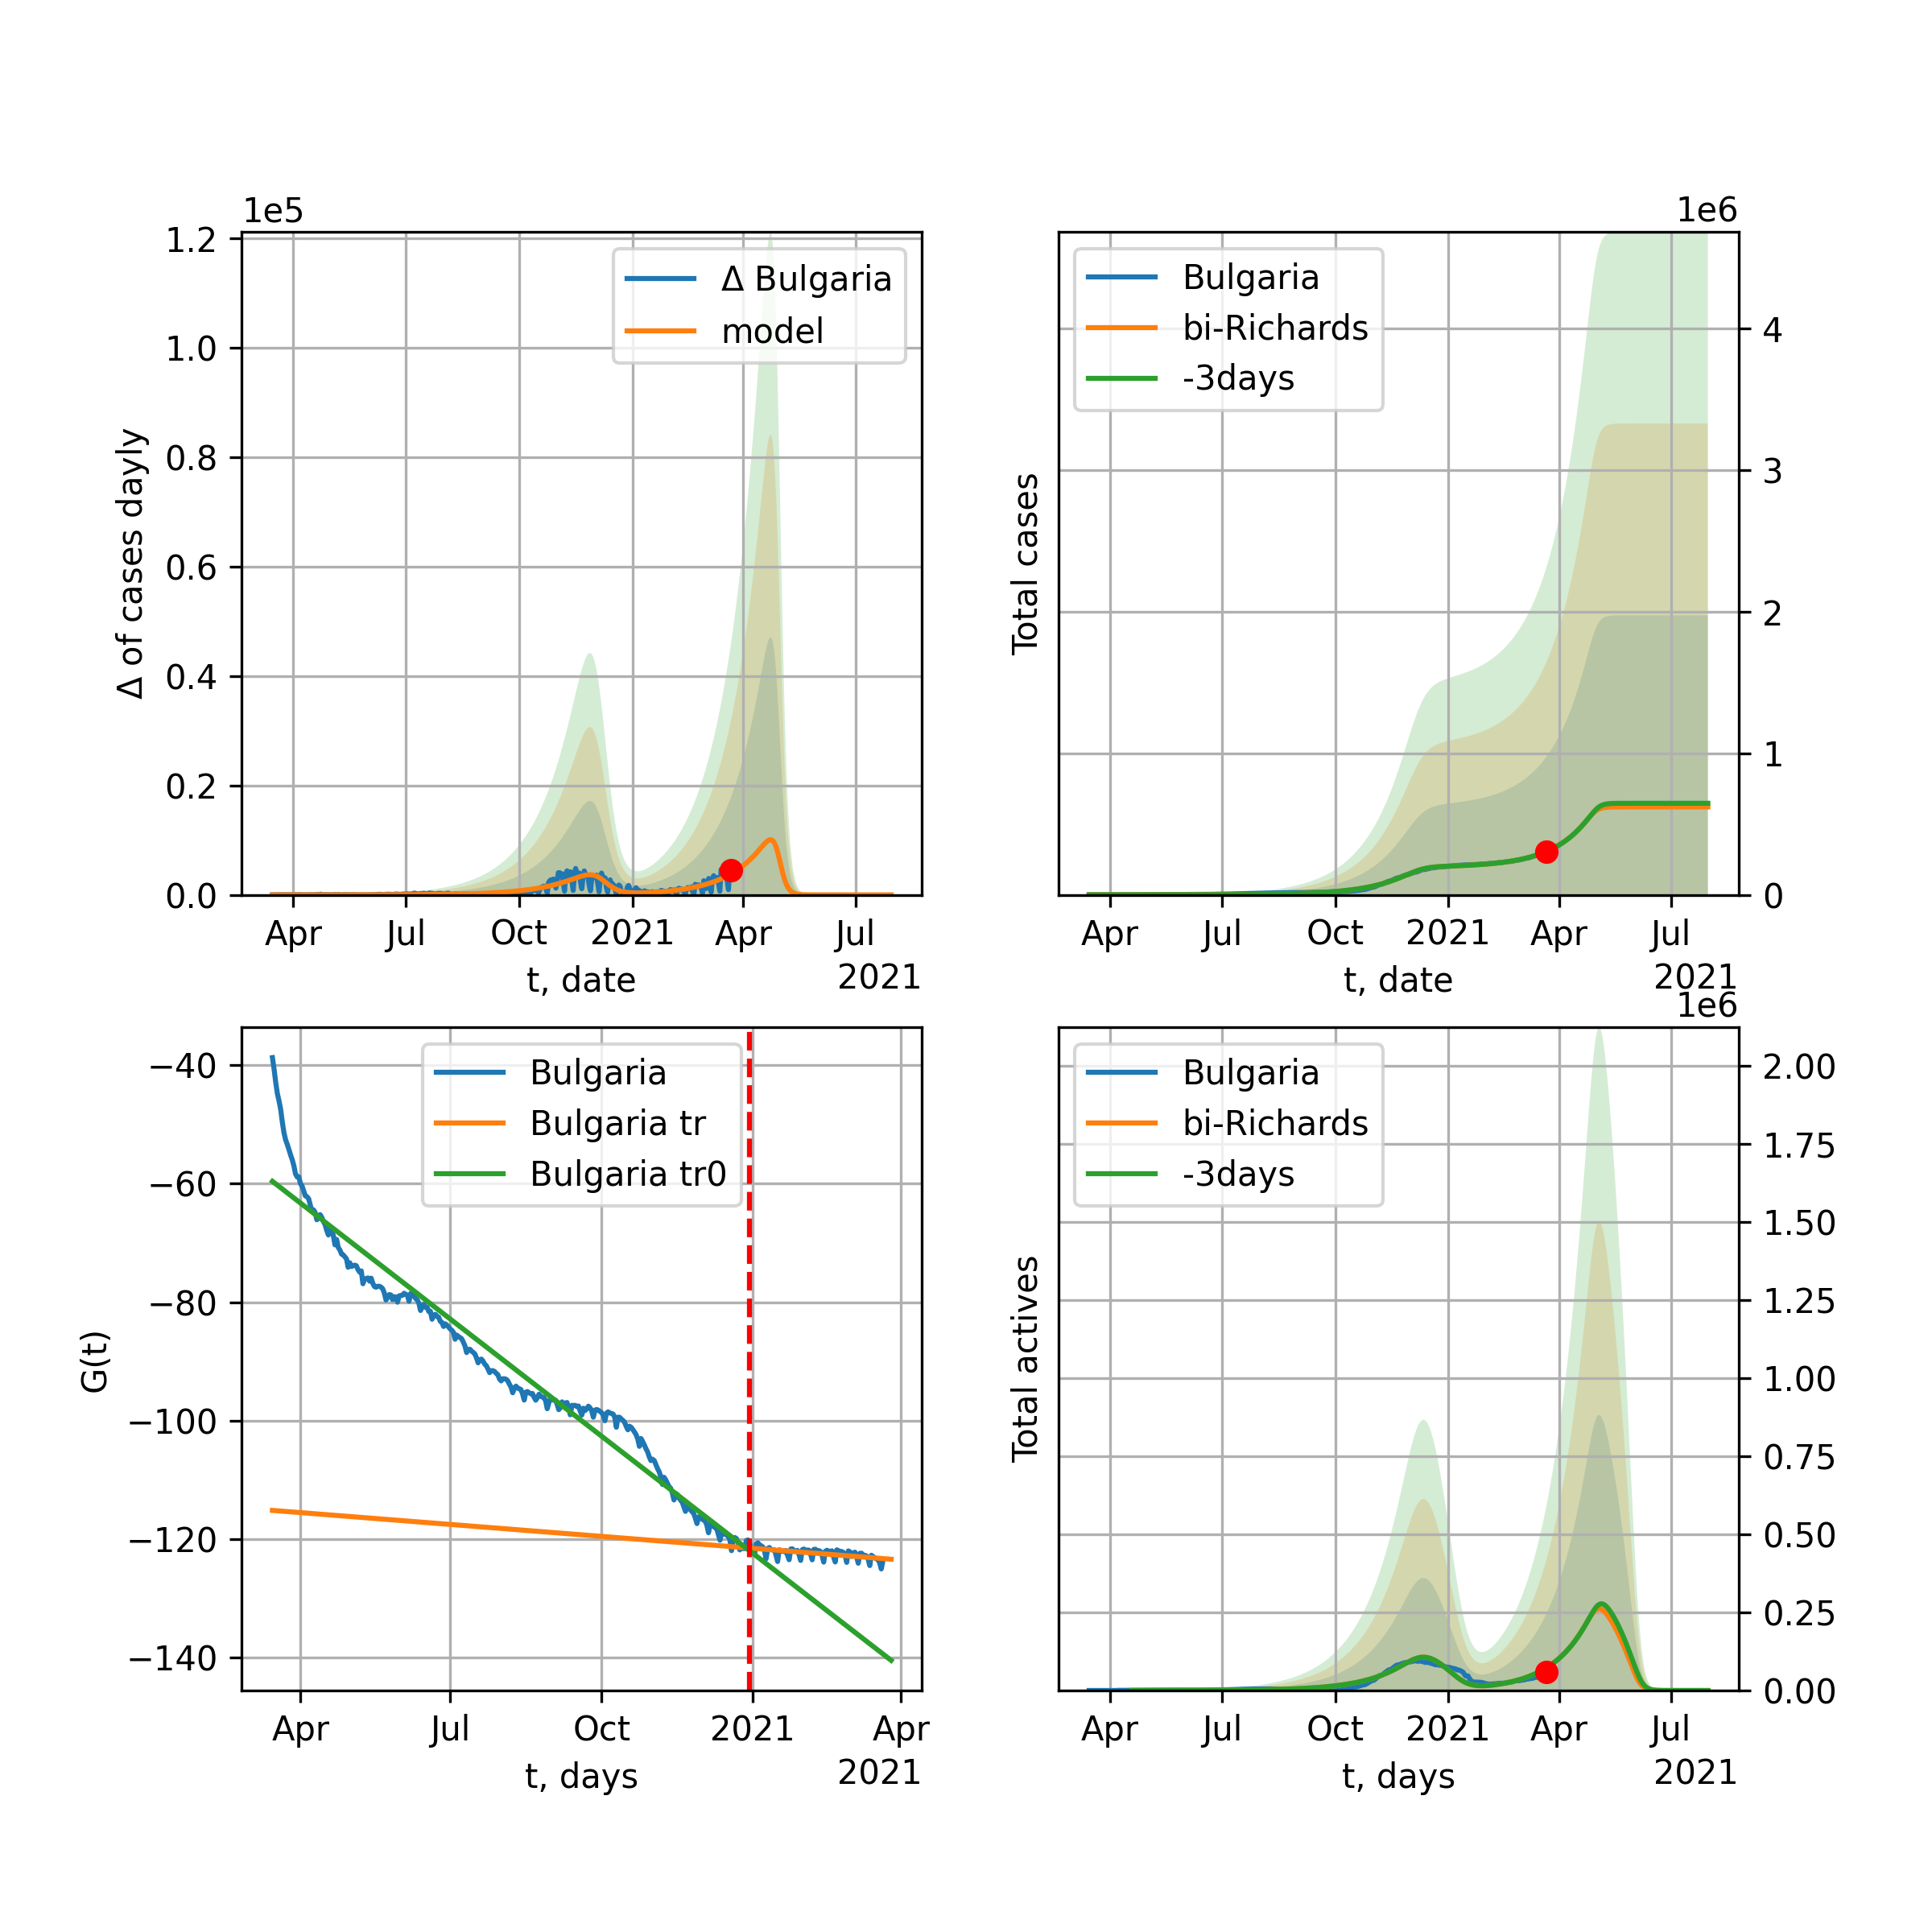 1e5
1.2
1.0
0.8
0.6
0.4
0.2
0.0
Δ of cases dayly
Δ Bulgaria
model
Apr Jul Oct 2021 Apr Jul
t, date
2021
1e6
Total cases
Bulgaria
bi-Richards
-3days
4
3
2
1
0
Apr Jul Oct 2021 Apr Jul
t, date
2021
−40
−60
−80
−100
−120
−140
G(t)
Bulgaria
Bulgaria tr
Bulgaria tr0
Apr Jul Oct 2021 Apr
t, days
2021
1e6
Total actives
Bulgaria
bi-Richards
-3days
2.00
1.75
1.50
1.25
1.00
0.75
0.50
0.25
0.00
Apr Jul Oct 2021 Apr Jul
t, days
2021